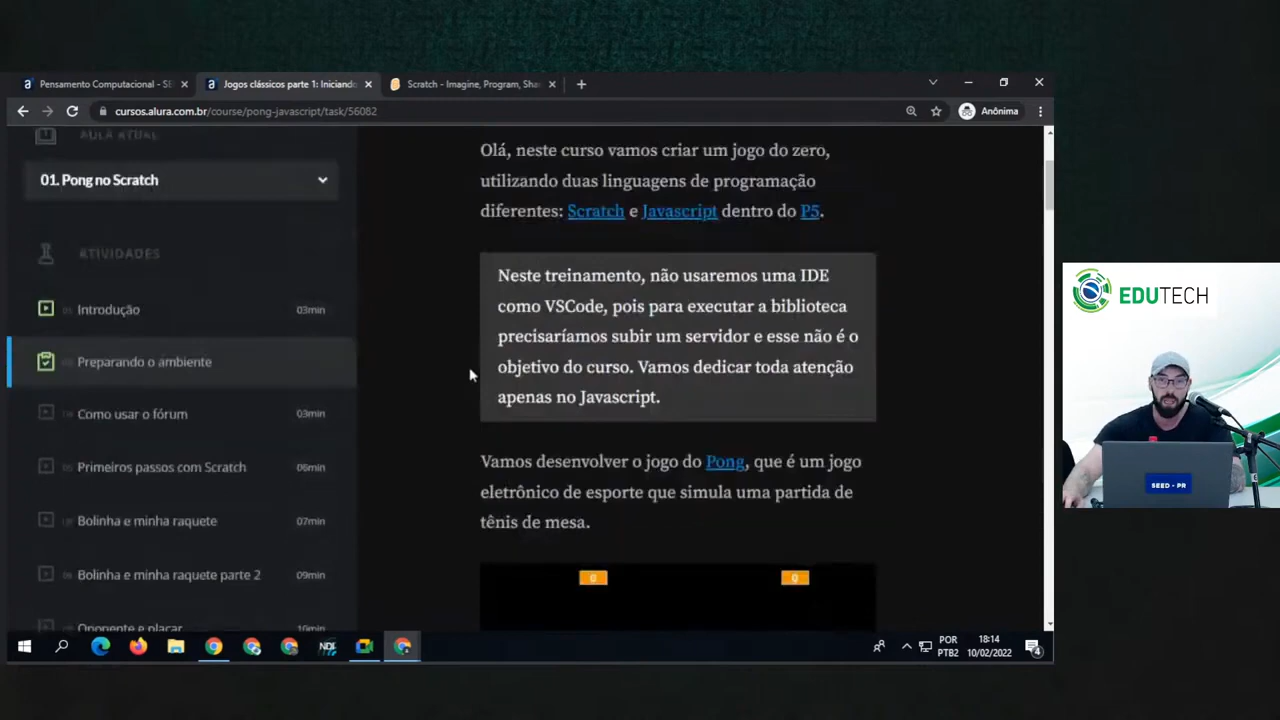 Pensamento Computacional - SE
Jogos clássicos parte 1: Iniciando
Scratch - Imagine, Program, Sha
cursos.alura.com.br/course/pong-javascript/task/56082
Anônima
AULA ATUAL
01. Pong no Scratch
ATIVIDADES
Introdução 03min
Preparando o ambiente
Como usar o fórum 03min
Primeiros passos com Scratch 06min
Bolinha e minha raquete 07min
Bolinha e minha raquete parte 2 09min
Oponente e placar 10min
Olá, neste curso vamos criar um jogo do zero,
utilizando duas linguagens de programação
diferentes: Scratch e Javascript dentro do P5.
Neste treinamento, não usaremos uma IDE
como VSCode, pois para executar a biblioteca
precisaríamos subir um servidor e esse não é o
objetivo do curso. Vamos dedicar toda atenção
apenas no Javascript.
Vamos desenvolver o jogo do Pong, que é um jogo
eletrônico de esporte que simula uma partida de
tênis de mesa.
0 0
EDUTECH
SEED - PR
NDI
POR
PTB2
18:14
10/02/2022
4